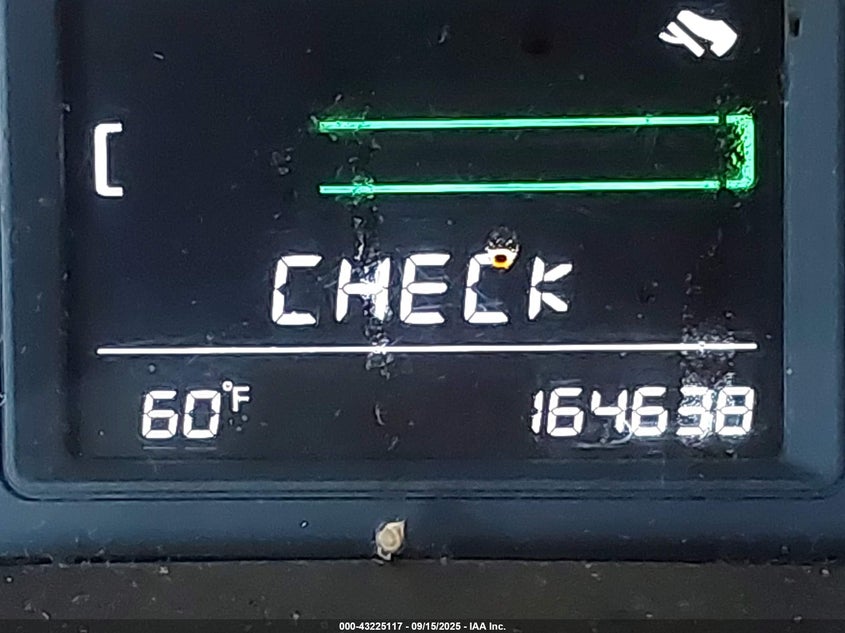 C
CHECK
60°F 164638
000-43225117 - 09/15/2025 - IAA Inc.